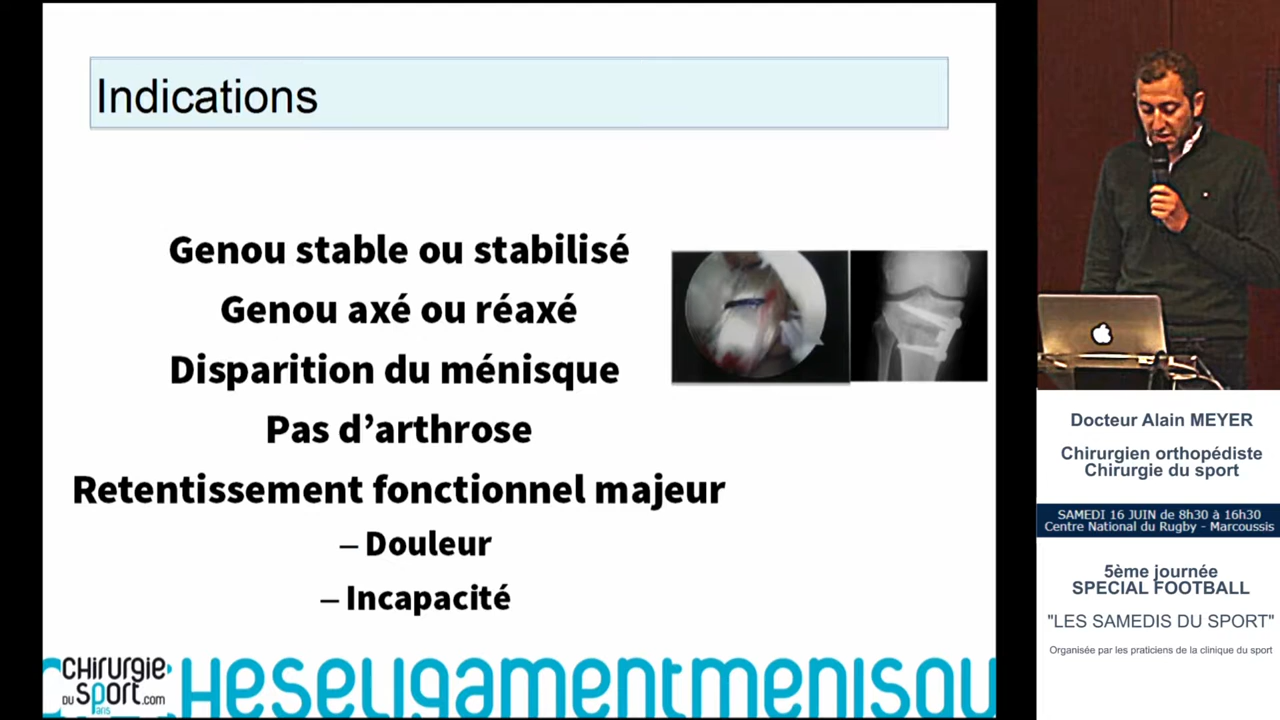 Indications
Genou stable ou stabilisé
Genou axé ou réaxé
Disparition du ménisque
Pas d’arthrose
Retentissement fonctionnel majeur
– Douleur
– Incapacité
CHIRURGIE
DU SPORT.com
Paris
HESELIGAMENTMENISQU
Docteur Alain MEYER
Chirurgien orthopédiste
Chirurgie du sport
SAMEDI 16 JUIN de 8h30 à 16h30
Centre National du Rugby - Marcoussis
5ème journée
SPECIAL FOOTBALL
"LES SAMEDIS DU SPORT"
Organisée par les praticiens de la clinique du sport